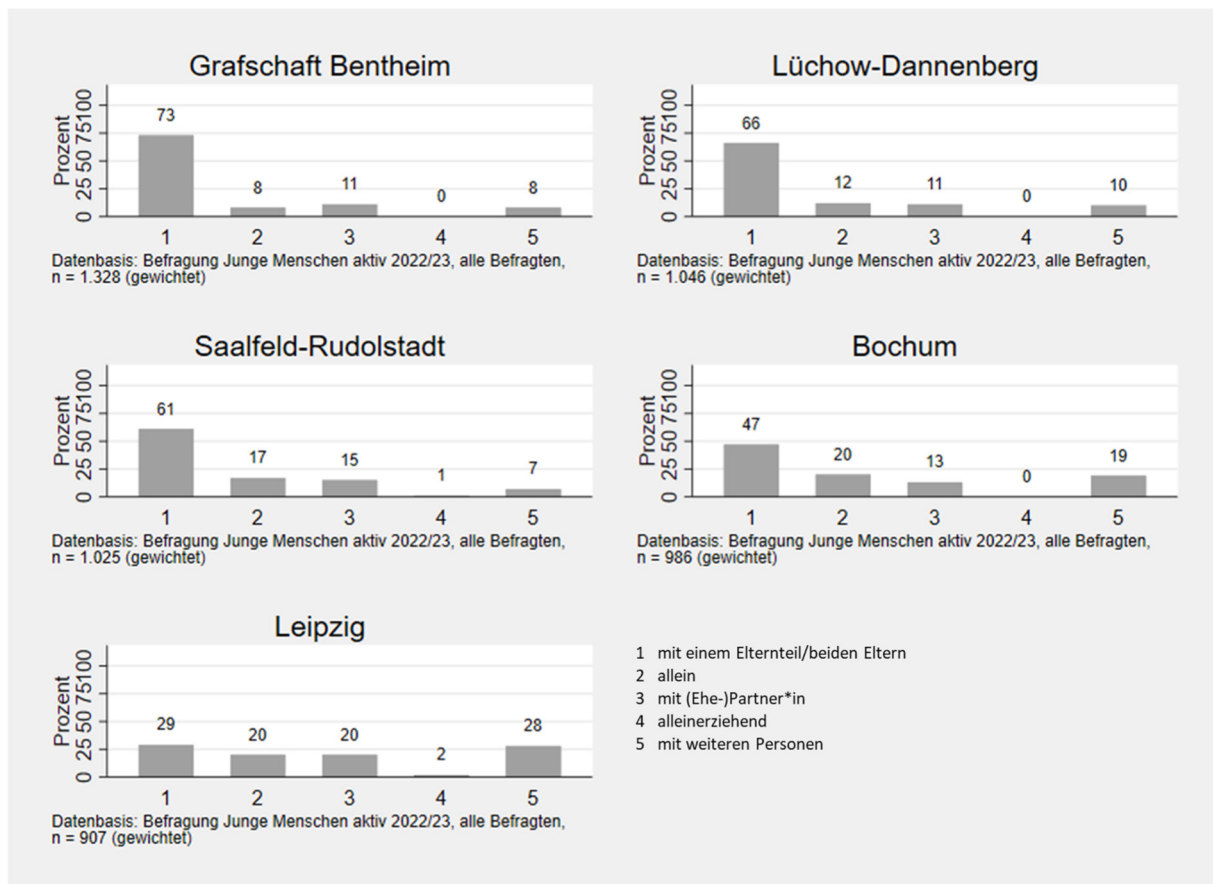 Grafschaft Bentheim
Prozent
0 25 50 75 100
73 8 11 0 8
1 2 3 4 5
Datenbasis: Befragung Junge Menschen aktiv 2022/23, alle Befragten,
n = 1.328 (gewichtet)
Lüchow-Dannenberg
Prozent
0 25 50 75 100
66 12 11 0 10
1 2 3 4 5
Datenbasis: Befragung Junge Menschen aktiv 2022/23, alle Befragten,
n = 1.046 (gewichtet)
Saalfeld-Rudolstadt
Prozent
0 25 50 75 100
61 17 15 1 7
1 2 3 4 5
Datenbasis: Befragung Junge Menschen aktiv 2022/23, alle Befragten,
n = 1.025 (gewichtet)
Bochum
Prozent
0 25 50 75 100
47 20 13 0 19
1 2 3 4 5
Datenbasis: Befragung Junge Menschen aktiv 2022/23, alle Befragten,
n = 986 (gewichtet)
Leipzig
Prozent
0 25 50 75 100
29 20 20 2 28
1 2 3 4 5
Datenbasis: Befragung Junge Menschen aktiv 2022/23, alle Befragten,
n = 907 (gewichtet)
1 mit einem Elternteil/beiden Eltern
2 allein
3 mit (Ehe-)Partner*in
4 alleinerziehend
5 mit weiteren Personen